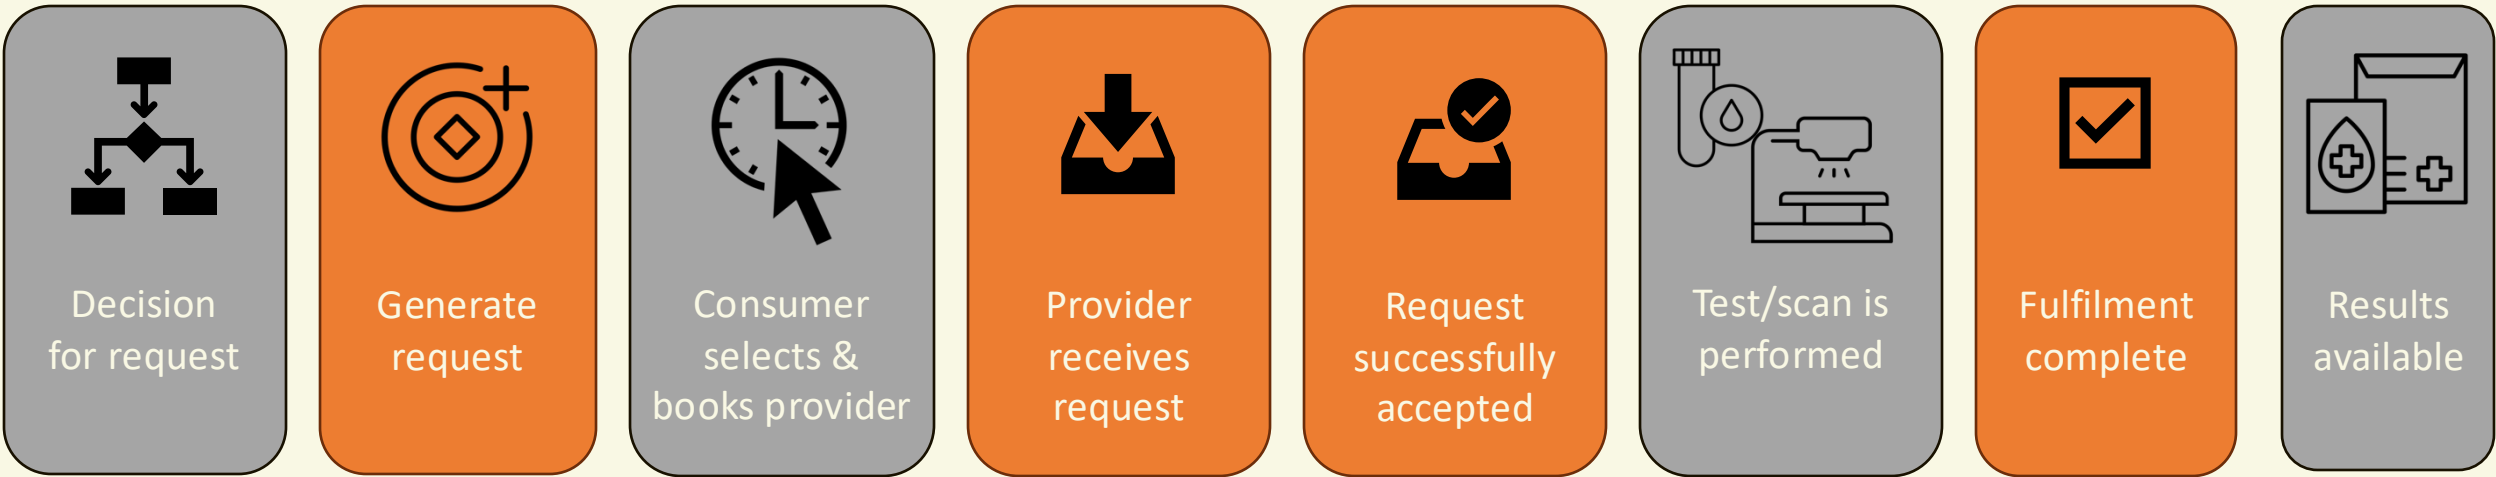 Decision
for request
Generate
request
Consumer
selects &
books provider
Provider
receives
request
Request
successfully
accepted
Test/scan is
performed
Fulfilment
complete
Results
available